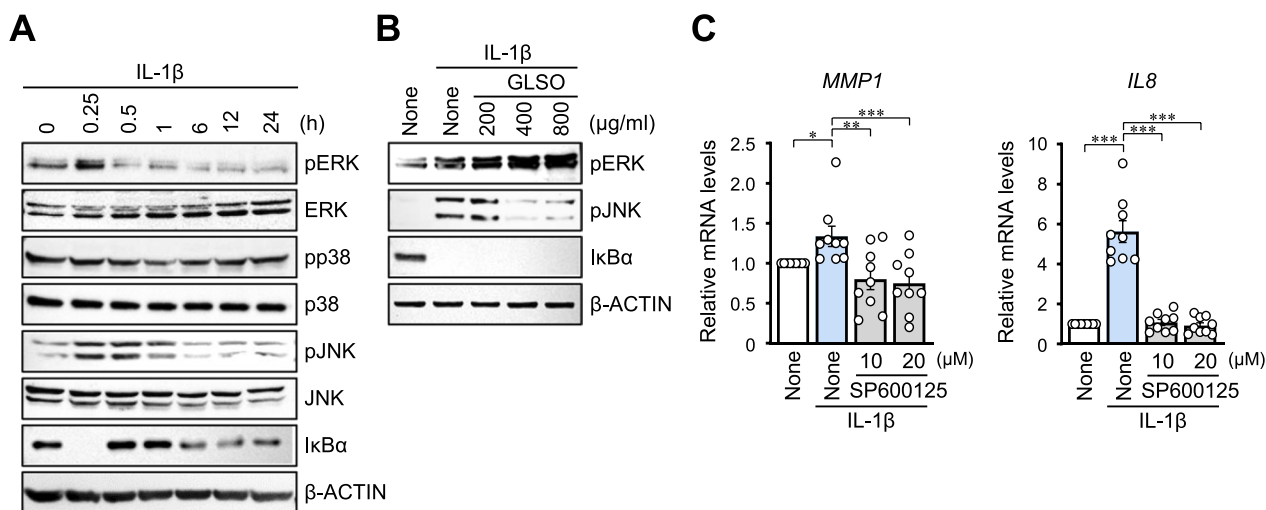 A
IL-1β
0 0.25 0.5 1 6 12 24 (h)
pERK
ERK
pp38
p38
pJNK
JNK
IκBα
β-ACTIN
B
IL-1β
GLSO
None None 200 400 800 (μg/ml)
pERK
pJNK
IκBα
β-ACTIN
C
MMP1
***
**
*
Relative mRNA levels
2.5
2.0
1.5
1.0
0.5
0
None None 10 20 (μM)
SP600125
IL-1β
IL8
***
***
***
Relative mRNA levels
10
8
6
4
2
0
None None 10 20 (μM)
SP600125
IL-1β